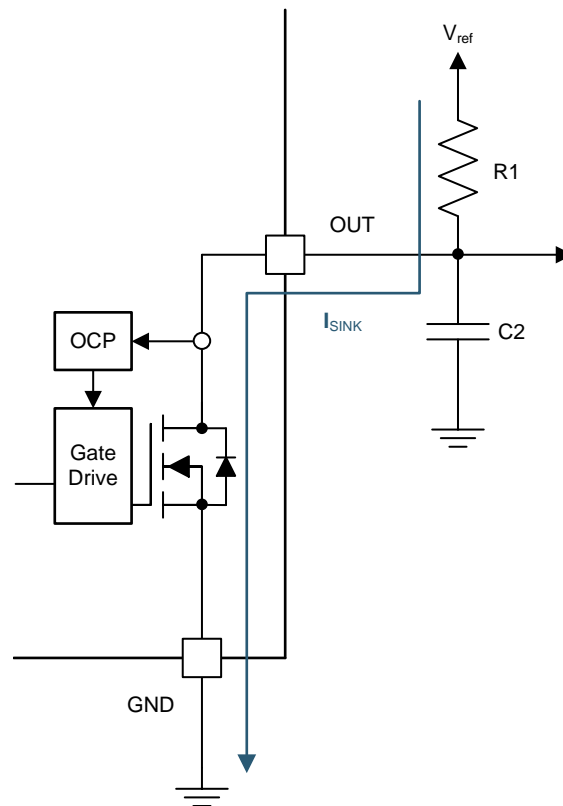 Vref
R1
OUT
ISINK
C2
OCP
Gate
Drive
GND